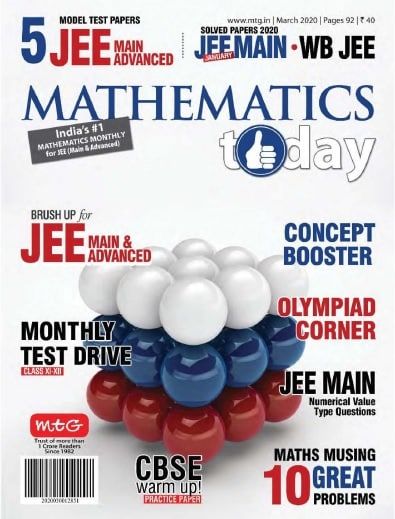 MODEL TEST PAPERS
5 JEE MAIN
ADVANCED
www.mtg.in | March 2020 | Pages 92 | ₹ 40
SOLVED PAPERS 2020
JEE MAIN • WB JEE
JANUARY
MATHEMATICS
today
India's #1
MATHEMATICS MONTHLY
for JEE (Main & Advanced)
BRUSH UP for
JEE MAIN &
ADVANCED
CONCEPT
BOOSTER
OLYMPIAD
CORNER
MONTHLY
TEST DRIVE
CLASS XI-XII
JEE MAIN
Numerical Value
Type Questions
mtG
Trust of more than
1 Crore Readers
Since 1982
CBSE
warm up!
PRACTICE PAPER
MATHS MUSING
10 GREAT
PROBLEMS